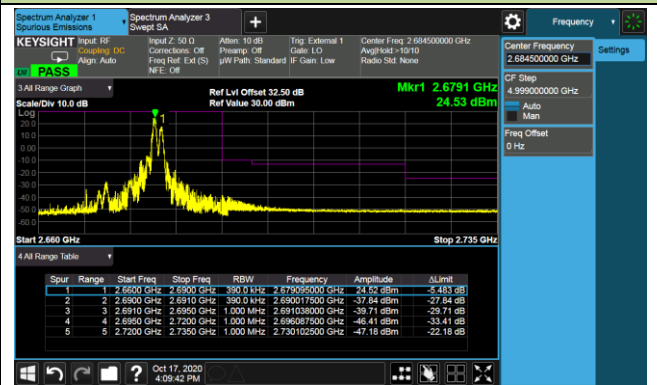 Spectrum Analyzer 1
Spurious Emissions
Spectrum Analyzer 3
Swept SA
+
Frequency
KEYSIGHT
Input: RF
Coupling: DC
Align: Auto
Input Z: 50 Ω
Corrections: Off
Freq Ref: Ext (S)
NFE: Off
Atten: 10 dB
Preamp: Off
µW Path: Standard
Trig: External 1
Gate: LO
IF Gain: Low
Center Freq: 2.684500000 GHz
Avg|Hold:>10/10
Radio Std: None
PASS
Center Frequency
2.684500000 GHz
Settings
CF Step
4.999000000 GHz
Auto
Man
Freq Offset
0 Hz
3 All Range Graph
Scale/Div 10.0 dB
Ref Lvl Offset 32.50 dB
Ref Value 30.00 dBm
Mkr1 2.6791 GHz
24.53 dBm
Log
20.0
10.0
0.00
-10.0
-20.0
-30.0
-40.0
-50.0
-60.0
1
Start 2.660 GHz
Stop 2.735 GHz
4 All Range Table
Spur Range Start Freq Stop Freq RBW Frequency Amplitude ΔLimit
1 1 2.6600 GHz 2.6900 GHz 390.0 kHz 2.679095000 GHz 24.52 dBm -5.483 dB
2 2 2.6900 GHz 2.6910 GHz 390.0 kHz 2.690017500 GHz -37.84 dBm -27.84 dB
3 3 2.6910 GHz 2.6950 GHz 1.000 MHz 2.691038000 GHz -39.71 dBm -29.71 dB
4 4 2.6950 GHz 2.7200 GHz 1.000 MHz 2.696087500 GHz -46.41 dBm -33.41 dB
5 5 2.7200 GHz 2.7350 GHz 1.000 MHz 2.730102500 GHz -47.18 dBm -22.18 dB
?
Oct 17, 2020
4:09:42 PM